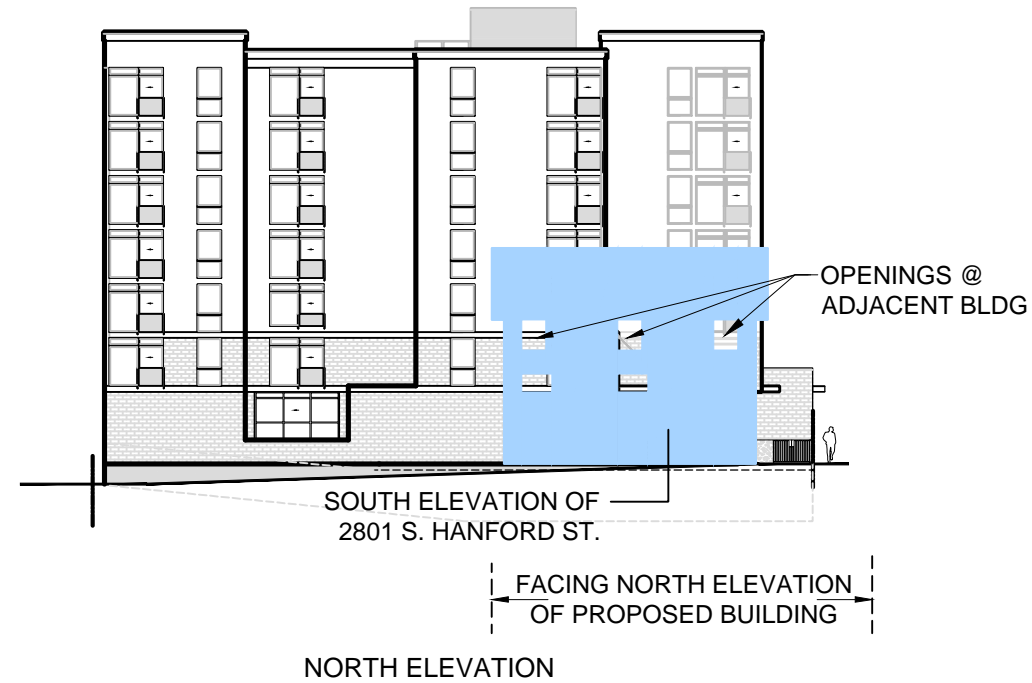 OPENINGS @
ADJACENT BLDG
SOUTH ELEVATION OF
2801 S. HANFORD ST.
FACING NORTH ELEVATION
OF PROPOSED BUILDING
NORTH ELEVATION